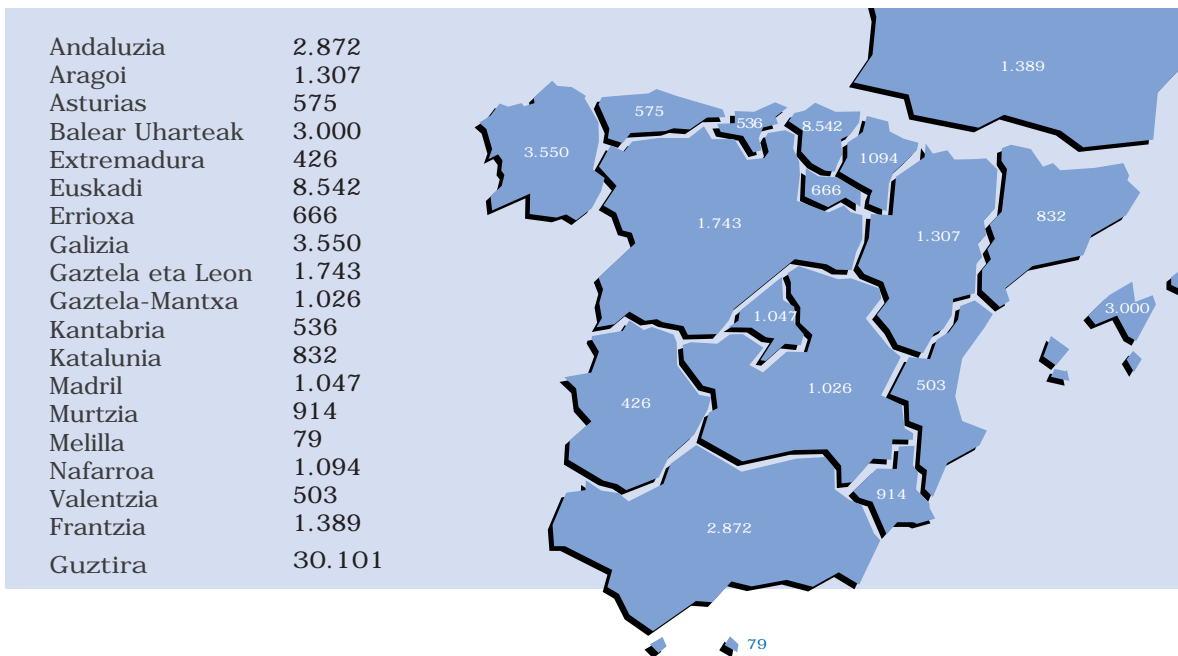 Andaluzia 2.872
Aragoi 1.307
Asturias 575
Balear Uharteak 3.000
Extremadura 426
Euskadi 8.542
Errioxa 666
Galizia 3.550
Gaztela eta Leon 1.743
Gaztela-Mantxa 1.026
Kantabria 536
Katalunia 832
Madril 1.047
Murtzia 914
Melilla 79
Nafarroa 1.094
Valentzia 503
Frantzia 1.389
Guztira 30.101
1.389
575
536
8.542
3.550
1094
666
1.743
1.307
832
1.047
3.000
426
1.026
503
914
2.872
79